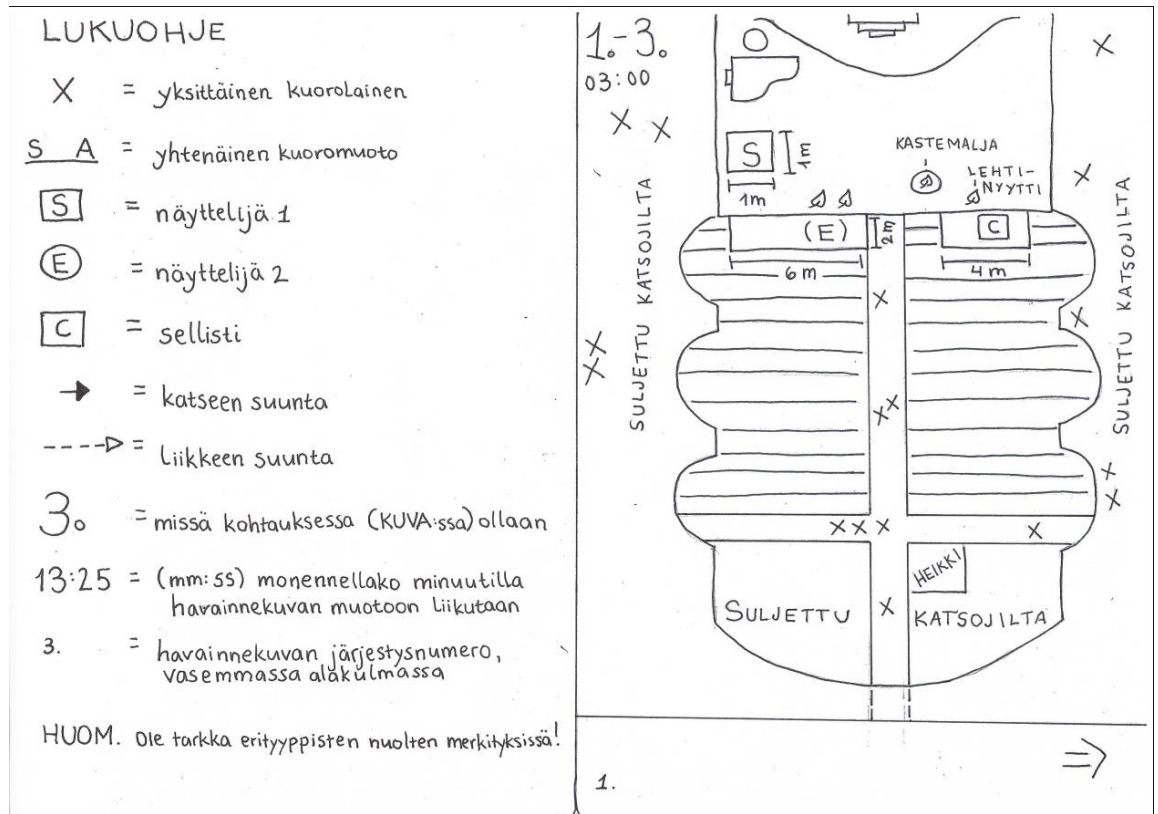 LUKUOHJE
X = yksittäinen kuorolainen
S A = yhtenäinen kuoromuoto
S = näyttelijä 1
E = näyttelijä 2
C = sellisti
= katseen suunta
= liikkeen suunta
3. = missä kohtauksessa (KUVA:ssa) ollaan
13:25 = (mm:ss) monennellako minuutilla
havainnekuvan muotoon liikutaan
3. = havainnekuvan järjestysnumero,
vasemmassa alakulmassa
HUOM. Ole tarkka erityyppisten nuolten merkityksissä!
1.-3.
03:00
S
1m
1m
KASTEMALJA
LEHTI-
NYYTTI
(E)
2m
C
6m
4m
SULJETTU KATSOJILTA
SULJETTU KATSOJILTA
HEIKKI
SULJETTU KATSOJILTA
1.